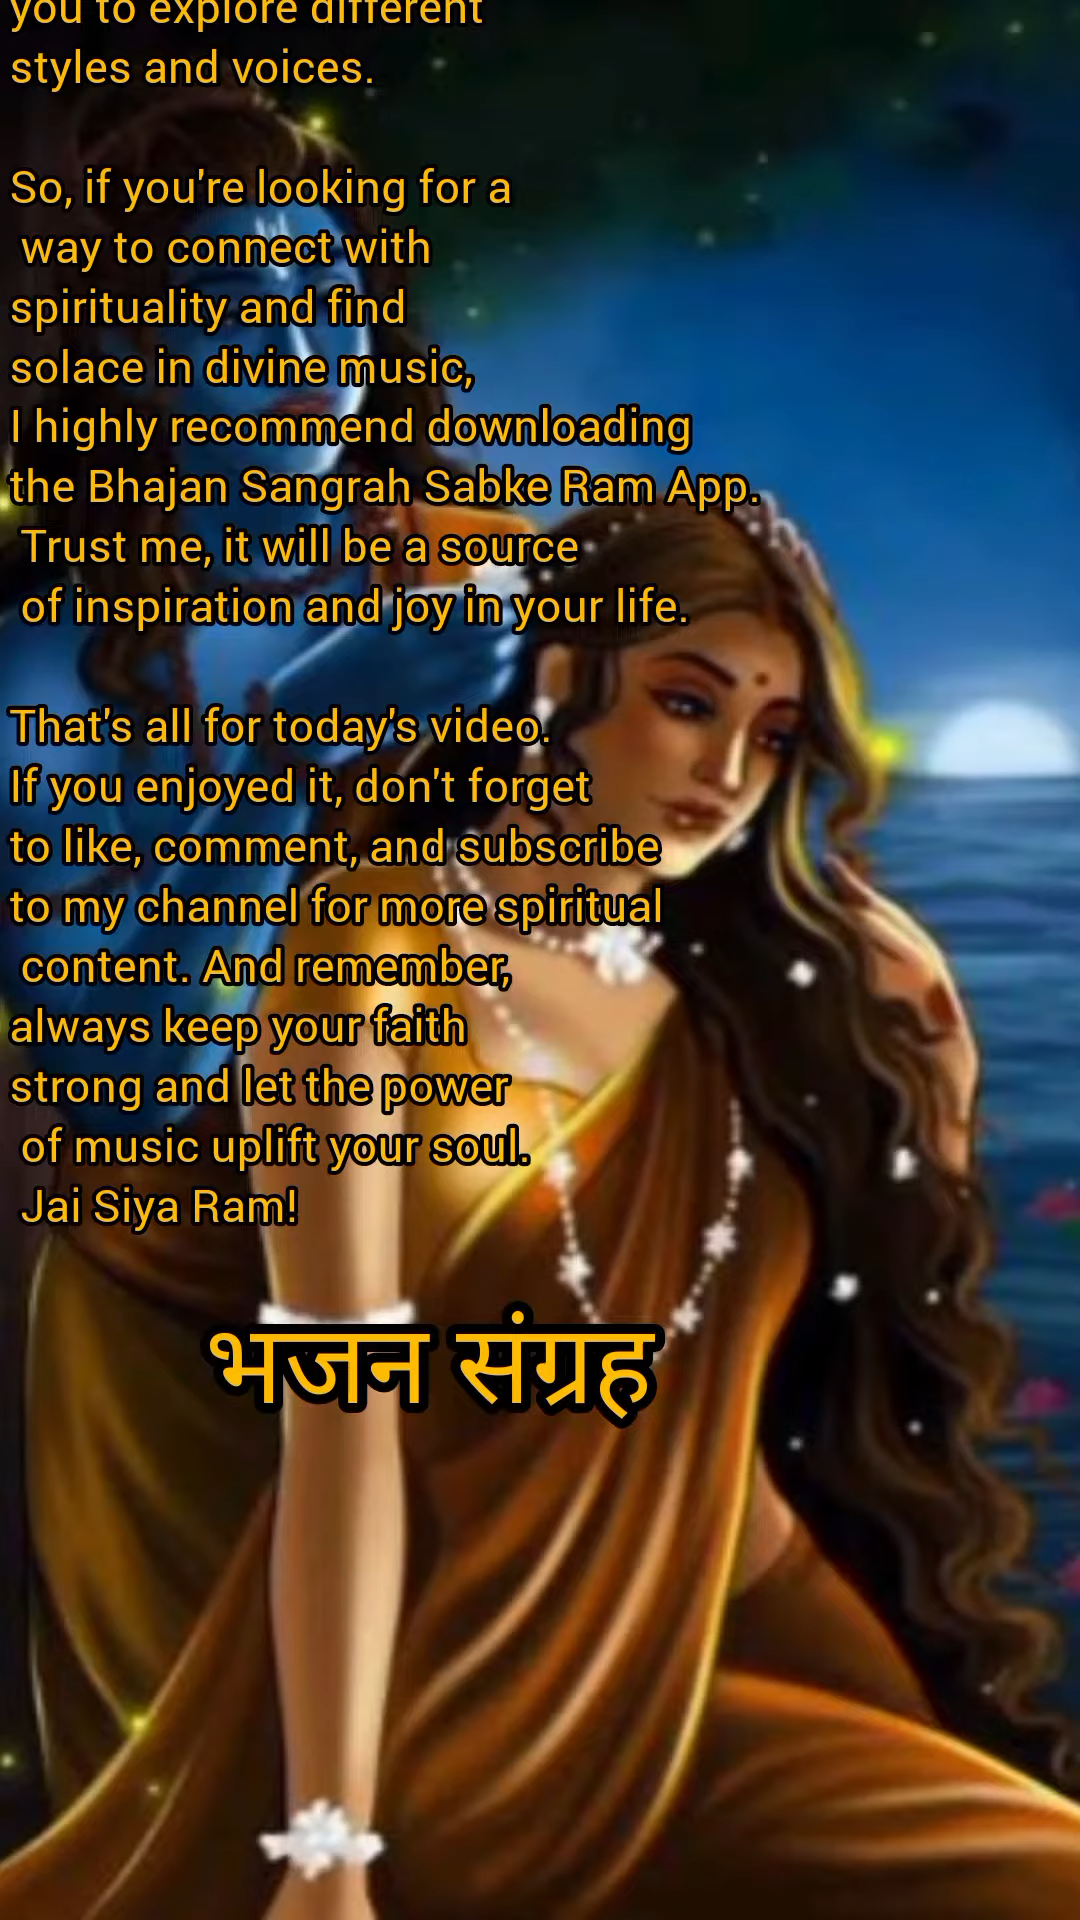 you to explore different
styles and voices.
So, if you're looking for a
way to connect with
spirituality and find
solace in divine music,
I highly recommend downloading
the Bhajan Sangrah Sabke Ram App.
Trust me, it will be a source
of inspiration and joy in your life.
That's all for today's video.
If you enjoyed it, don't forget
to like, comment, and subscribe
to my channel for more spiritual
content. And remember,
always keep your faith
strong and let the power
of music uplift your soul.
Jai Siya Ram!
भजन संग्रह